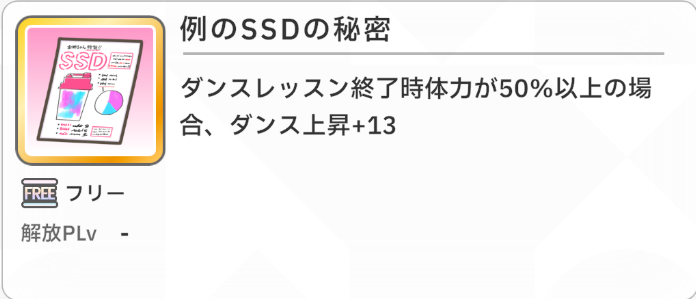 例のSSDの秘密
SSD
ダンスレッスン終了時体力が50%以上の場
合、ダンス上昇+13
FREE フリー
解放PLv -